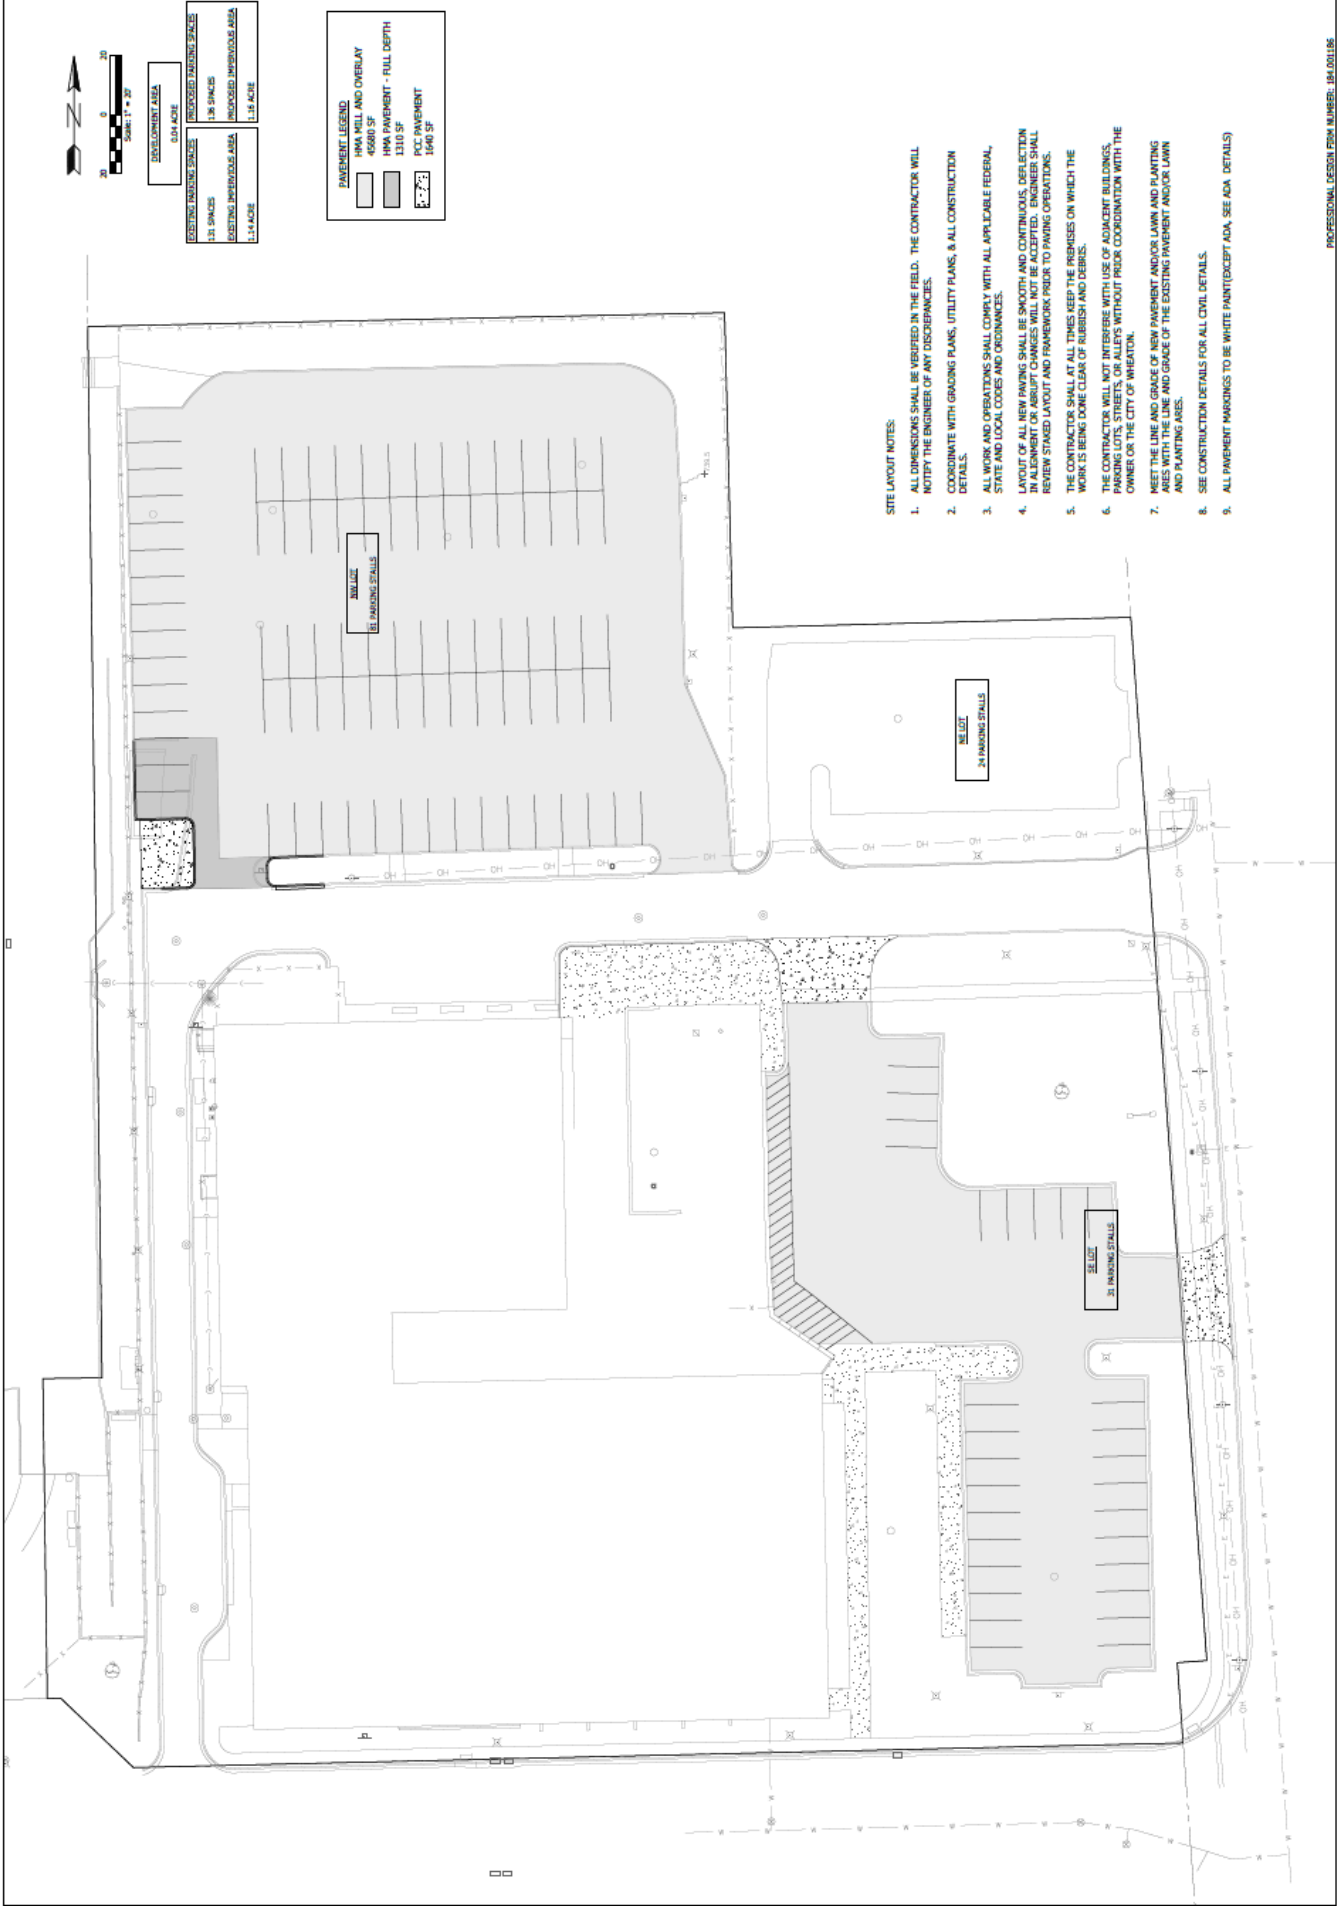 20
0
20
Scale: 1" = 20'
DEVELOPMENT AREA
0.04 ACRE
EXISTING PARKING SPACES
131 SPACES
EXISTING IMPERVIOUS AREA
1.14 ACRE
PROPOSED PARKING SPACES
136 SPACES
PROPOSED IMPERVIOUS AREA
1.16 ACRE
PAVEMENT LEGEND
HMA MILL AND OVERLAY
45680 SF
HMA PAVEMENT - FULL DEPTH
1310 SF
PCC PAVEMENT
1640 SF
NW LOT
81 PARKING STALLS
NE LOT
24 PARKING STALLS
SE LOT
31 PARKING STALLS
SITE LAYOUT NOTES:
1. ALL DIMENSIONS SHALL BE VERIFIED IN THE FIELD. THE CONTRACTOR WILL
NOTIFY THE ENGINEER OF ANY DISCREPANCIES.
2. COORDINATE WITH GRADING PLANS, UTILITY PLANS, & ALL CONSTRUCTION
DETAILS.
3. ALL WORK AND OPERATIONS SHALL COMPLY WITH ALL APPLICABLE FEDERAL,
STATE AND LOCAL CODES AND ORDINANCES.
4. LAYOUT OF ALL NEW PAVING SHALL BE SMOOTH AND CONTINUOUS, DEFLECTION
IN ALIGNMENT OR ABRUPT CHANGES WILL NOT BE ACCEPTED. ENGINEER SHALL
REVIEW STAKED LAYOUT AND FRAMEWORK PRIOR TO PAVING OPERATIONS.
5. THE CONTRACTOR SHALL AT ALL TIMES KEEP THE PREMISES ON WHICH THE
WORK IS BEING DONE CLEAR OF RUBBISH AND DEBRIS.
6. THE CONTRACTOR WILL NOT INTERFERE WITH USE OF ADJACENT BUILDINGS,
PARKING LOTS, STREETS, OR ALLEYS WITHOUT PRIOR COORDINATION WITH THE
OWNER OR THE CITY OF WHEATON.
7. MEET THE LINE AND GRADE OF NEW PAVEMENT AND/OR LAWN AND PLANTING
ARES WITH THE LINE AND GRADE OF THE EXISTING PAVEMENT AND/OR LAWN
AND PLANTING ARES.
8. SEE CONSTRUCTION DETAILS FOR ALL CIVIL DETAILS.
9. ALL PAVEMENT MARKINGS TO BE WHITE PAINT(EXCEPT ADA, SEE ADA DETAILS)
PROFESSIONAL DESIGN FIRM NUMBER: 184.001186